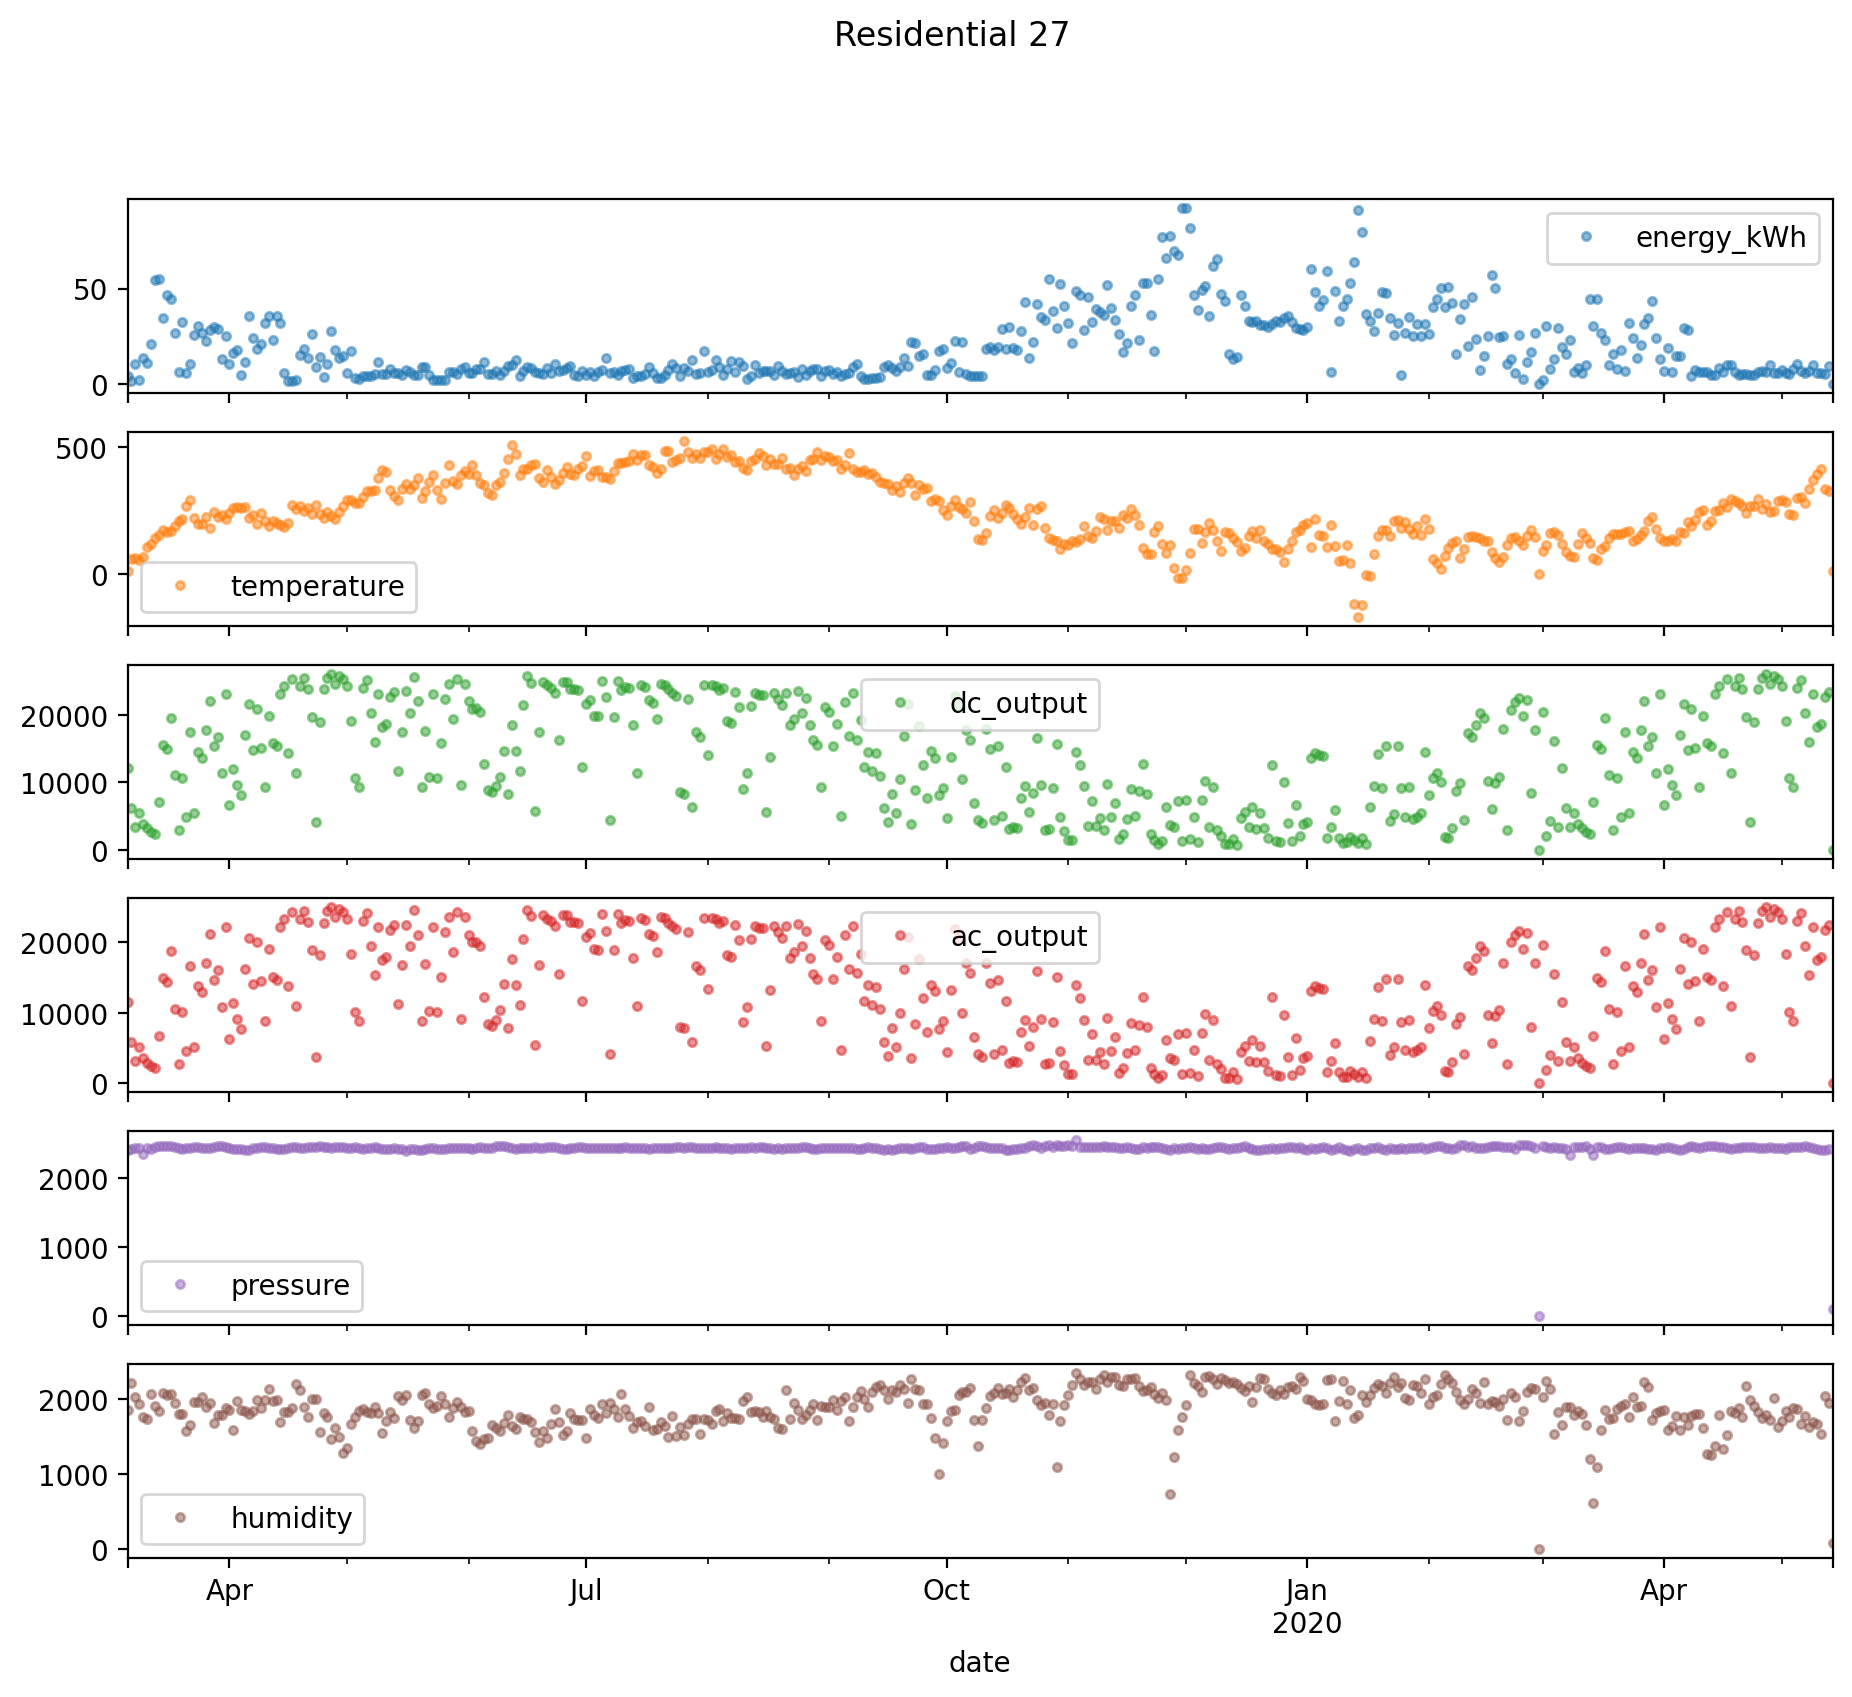 Residential 27
energy_kWh
50
0
500
0
temperature
dc_output
20000
10000
0
ac_output
20000
10000
0
2000
1000
pressure
0
2000
1000
humidity
0
Apr Jul Oct Jan Apr
2020
date